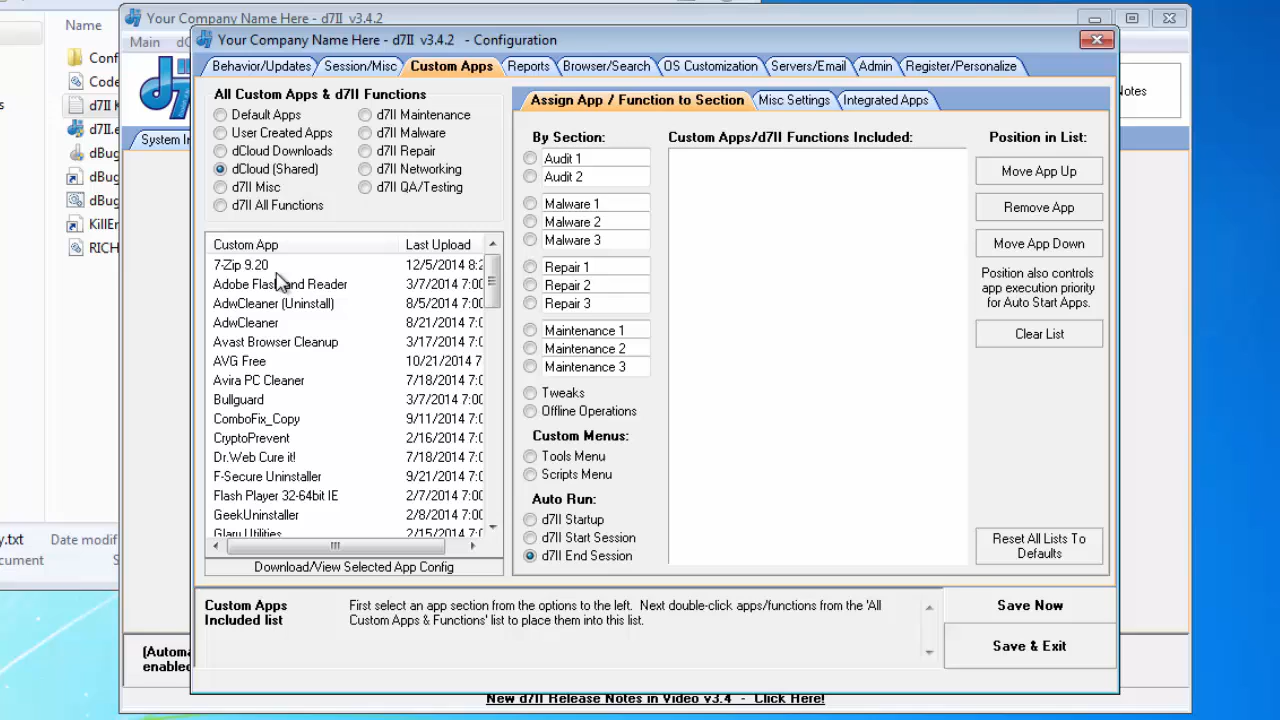 Name
Your Company Name Here - d7II v3.4.2
Your Company Name Here - d7II v3.4.2 - Configuration
Main
Behavior/Updates Session/Misc Custom Apps Reports Browser/Search OS Customization Servers/Email Admin Register/Personalize
All Custom Apps & d7II Functions
Default Apps
User Created Apps
dCloud Downloads
dCloud (Shared)
d7II Misc
d7II All Functions
d7II Maintenance
d7II Malware
d7II Repair
d7II Networking
d7II QA/Testing
Custom App Last Upload
7-Zip 9.20 12/5/2014 8:2
Adobe Flash and Reader 3/7/2014 7:00
AdwCleaner (Uninstall) 8/5/2014 7:00
AdwCleaner 8/21/2014 7:0
Avast Browser Cleanup 3/17/2014 7:0
AVG Free 10/21/2014 7
Avira PC Cleaner 7/18/2014 7:0
Bullguard 3/7/2014 7:00
ComboFix_Copy 9/11/2014 7:0
CryptoPrevent 2/16/2014 7:0
Dr.Web Cure it! 7/18/2014 7:0
F-Secure Uninstaller 9/21/2014 7:0
Flash Player 32-64bit IE 2/7/2014 7:00
GeekUninstaller 2/8/2014 7:00
Glary Utilities 2/15/2014 7:0
Download/View Selected App Config
Assign App / Function to Section Misc Settings Integrated Apps
By Section:
Audit 1
Audit 2
Malware 1
Malware 2
Malware 3
Repair 1
Repair 2
Repair 3
Maintenance 1
Maintenance 2
Maintenance 3
Tweaks
Offline Operations
Custom Menus:
Tools Menu
Scripts Menu
Auto Run:
d7II Startup
d7II Start Session
d7II End Session
Custom Apps/d7II Functions Included:
Position in List:
Move App Up
Remove App
Move App Down
Position also controls
app execution priority
for Auto Start Apps.
Clear List
Reset All Lists To
Defaults
Custom Apps
Included list
First select an app section from the options to the left. Next double-click apps/functions from the 'All
Custom Apps & Functions' list to place them into this list.
Save Now
Save & Exit
Conf
Code
d7II K
d7II.e
dBug
dBug
dBug
KillEm
RICH
System In
otes
y.txt Date modif
cument
(Automa
enabled
New d7II Release Notes in Video v3.4 - Click Here!